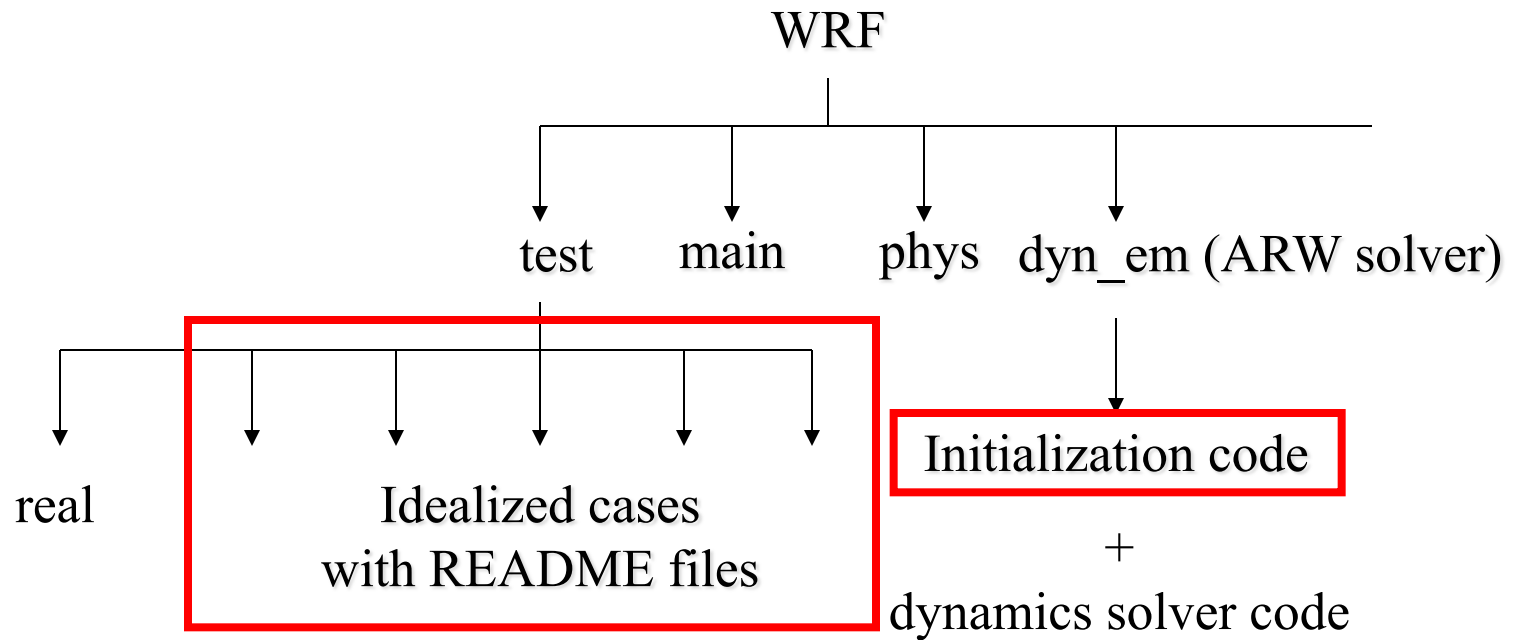 WRF
test
main
phys
dyn_em (ARW solver)
real
Idealized cases
with README files
Initialization code
+
dynamics solver code